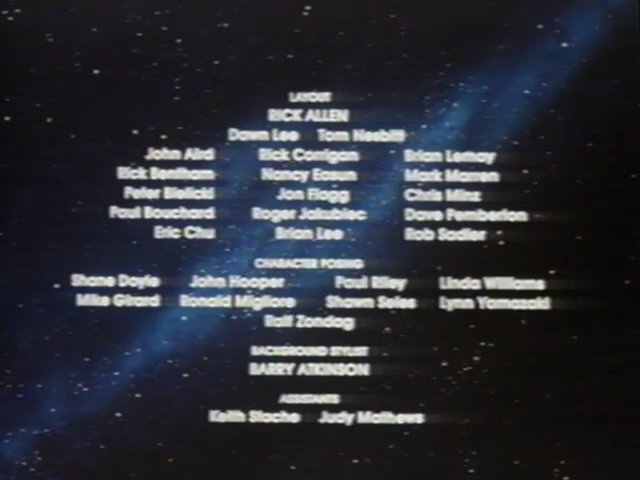 LAYOUT
RICK ALLEN
Dawn Lee Tom Nesbitt
John Aird Rick Corrigan Brian Lemay
Rick Bentham Nancy Easun Mark Marren
Peter Bielicki Jon Flagg Chris Minz
Paul Bouchard Roger Jakubiec Dave Pemberton
Eric Chu Brian Lee Rob Sadler
CHARACTER POSING
Shane Doyle John Hooper Paul Riley Linda Williams
Mike Girard Ronald Migliore Shawn Seles Lynn Yamazaki
Ralf Zondag
BACKGROUND STYLIST
BARRY ATKINSON
ASSISTANTS
Keith Stache Judy Mathews